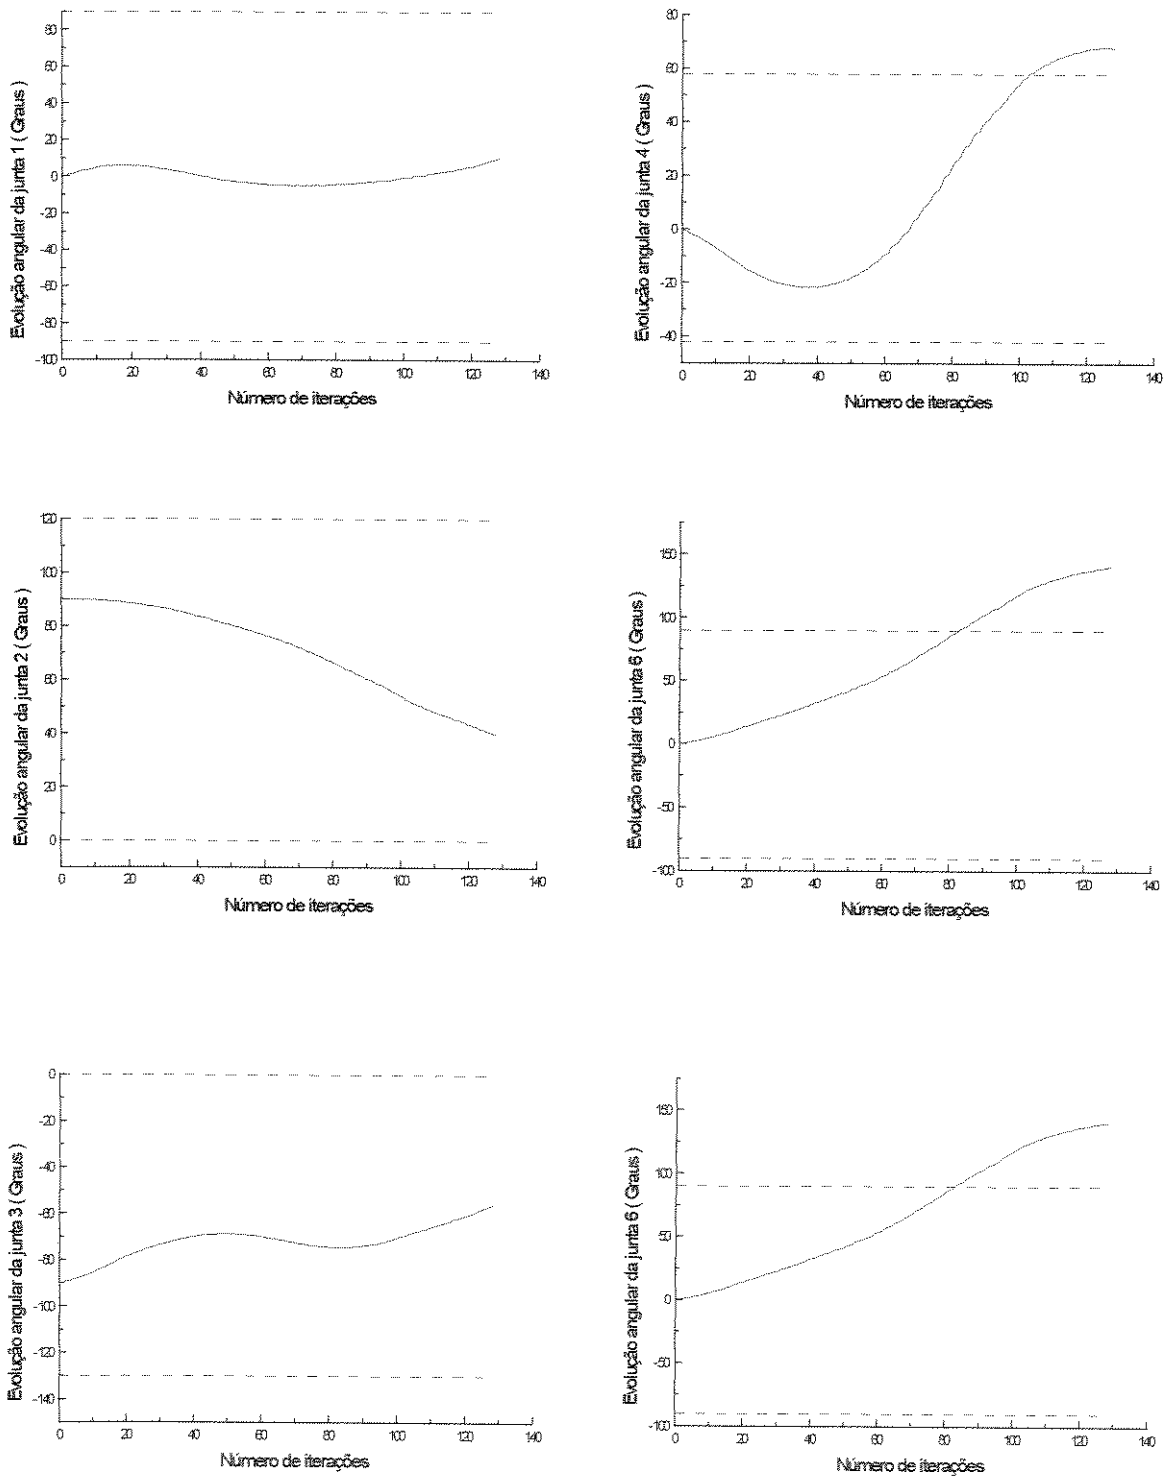 Evolução angular da junta 1 ( Graus )
80
60
40
20
0
-20
-40
-60
-80
-100
0 20 40 60 80 100 120 140
Número de iterações
Evolução angular da junta 4 ( Graus )
80
60
40
20
0
-20
-40
0 20 40 60 80 100 120 140
Número de iterações
Evolução angular da junta 2 ( Graus )
120
100
80
60
40
20
0
0 20 40 60 80 100 120 140
Número de iterações
Evolução angular da junta 6 ( Graus )
150
100
50
0
-50
-100
0 20 40 60 80 100 120 140
Número de iterações
Evolução angular da junta 3 ( Graus )
0
-20
-40
-60
-80
-100
-120
-140
0 20 40 60 80 100 120 140
Número de iterações
Evolução angular da junta 6 ( Graus )
150
100
50
0
-50
-100
0 20 40 60 80 100 120 140
Número de iterações